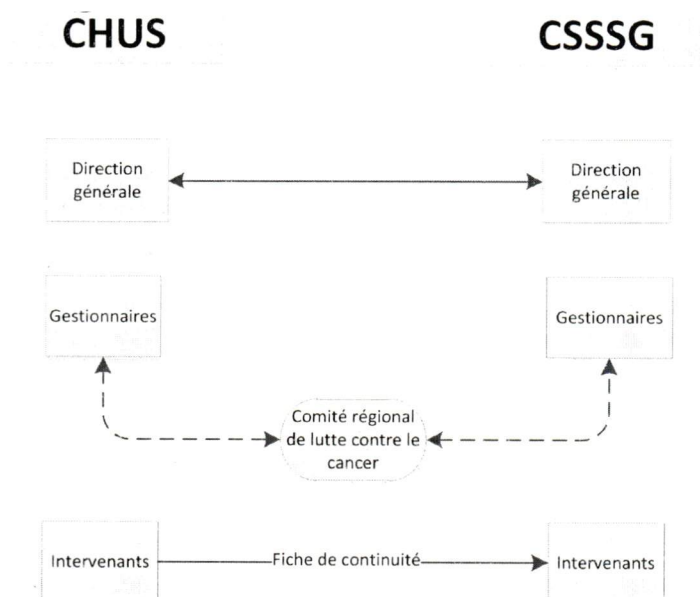 CHUS
CSSSG
Direction
générale
Direction
générale
Gestionnaires
Gestionnaires
Comité régional
de lutte contre le
cancer
Intervenants
Fiche de continuité
Intervenants